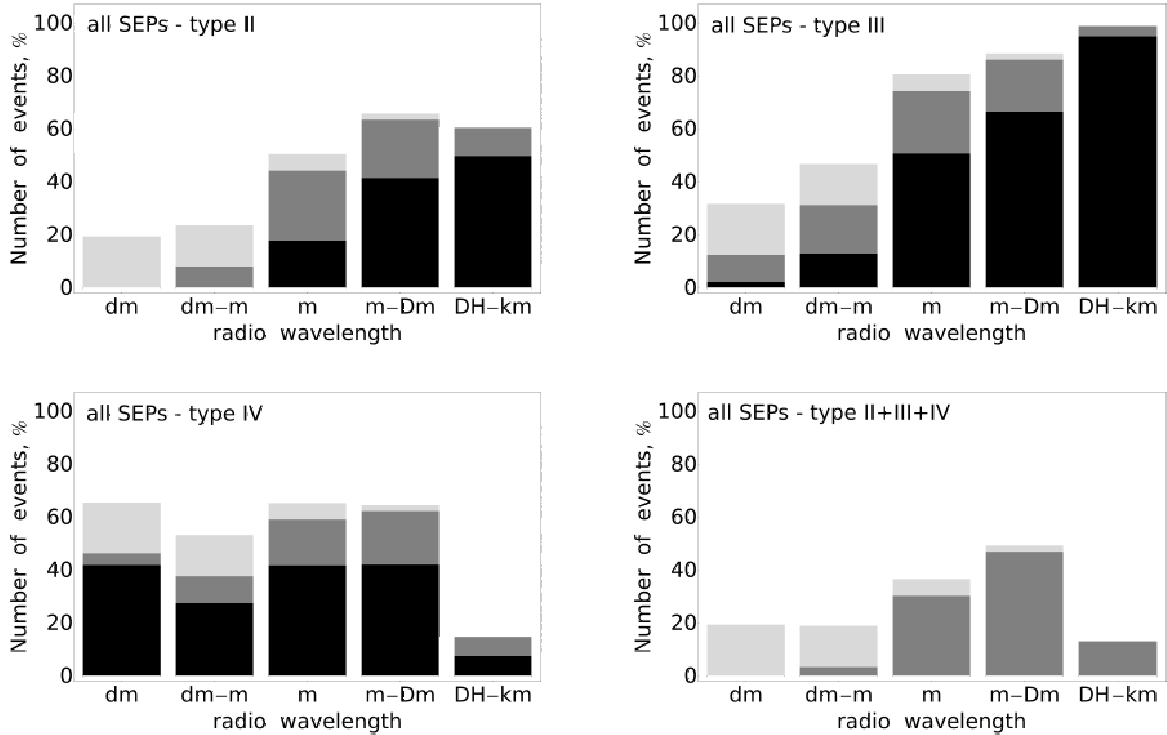 all SEPs - type II
Number of events, %
100
80
60
40
20
0
dm dm−m m m−Dm DH−km
radio wavelength
all SEPs - type III
Number of events, %
100
80
60
40
20
0
dm dm−m m m−Dm DH−km
radio wavelength
all SEPs - type IV
Number of events, %
100
80
60
40
20
0
dm dm−m m m−Dm DH−km
radio wavelength
all SEPs - type II+III+IV
Number of events, %
100
80
60
40
20
0
dm dm−m m m−Dm DH−km
radio wavelength